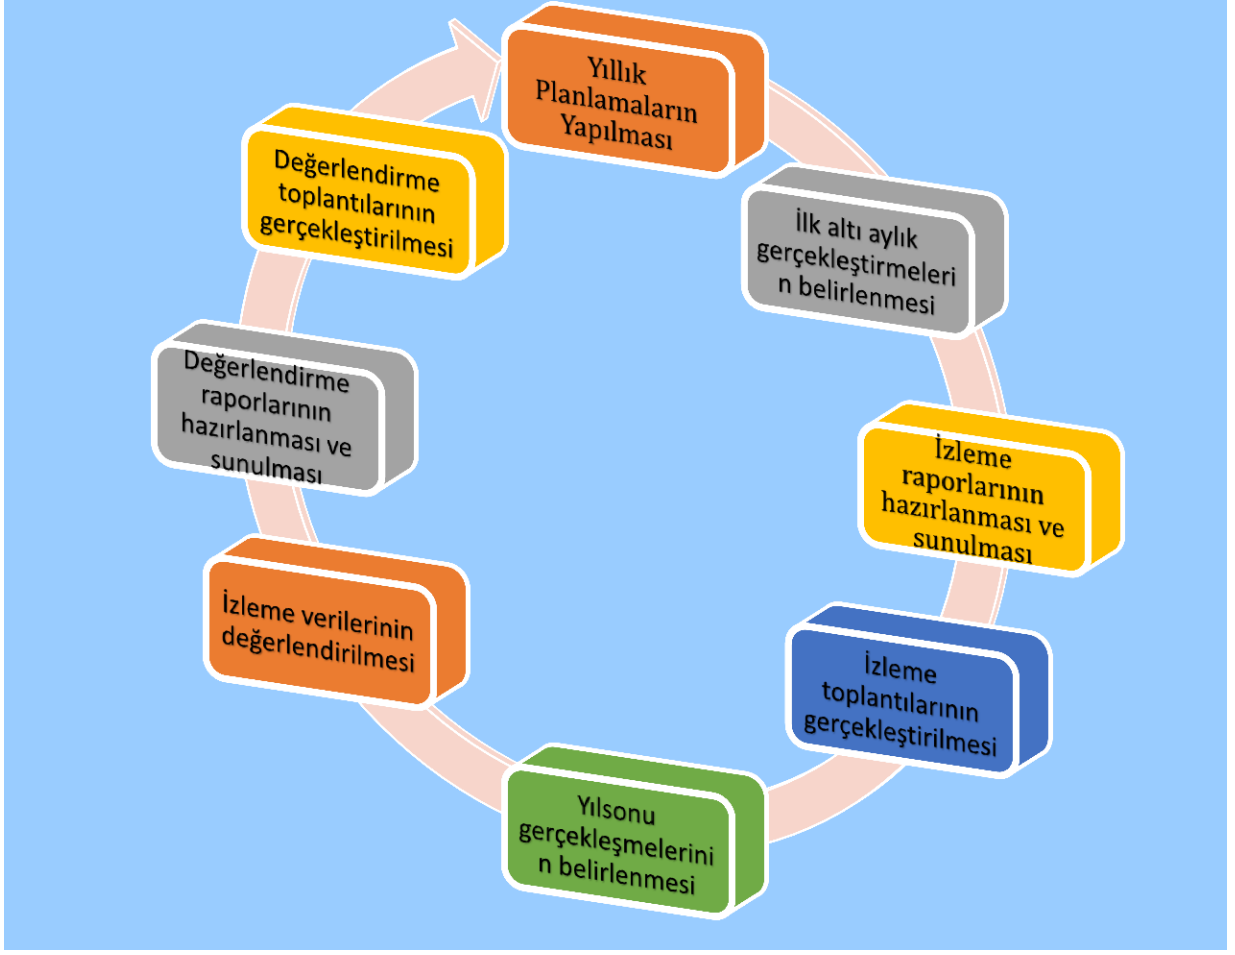 Yıllık
Planlamaların
Yapılması
İlk altı aylık
gerçekleştirmeleri
n belirlenmesi
İzleme
raporlarının
hazırlanması ve
sunulması
İzleme
toplantılarının
gerçekleştirilmesi
Yılsonu
gerçekleşmelerini
n belirlenmesi
İzleme verilerinin
değerlendirilmesi
Değerlendirme
raporlarının
hazırlanması ve
sunulması
Değerlendirme
toplantılarının
gerçekleştirilmesi